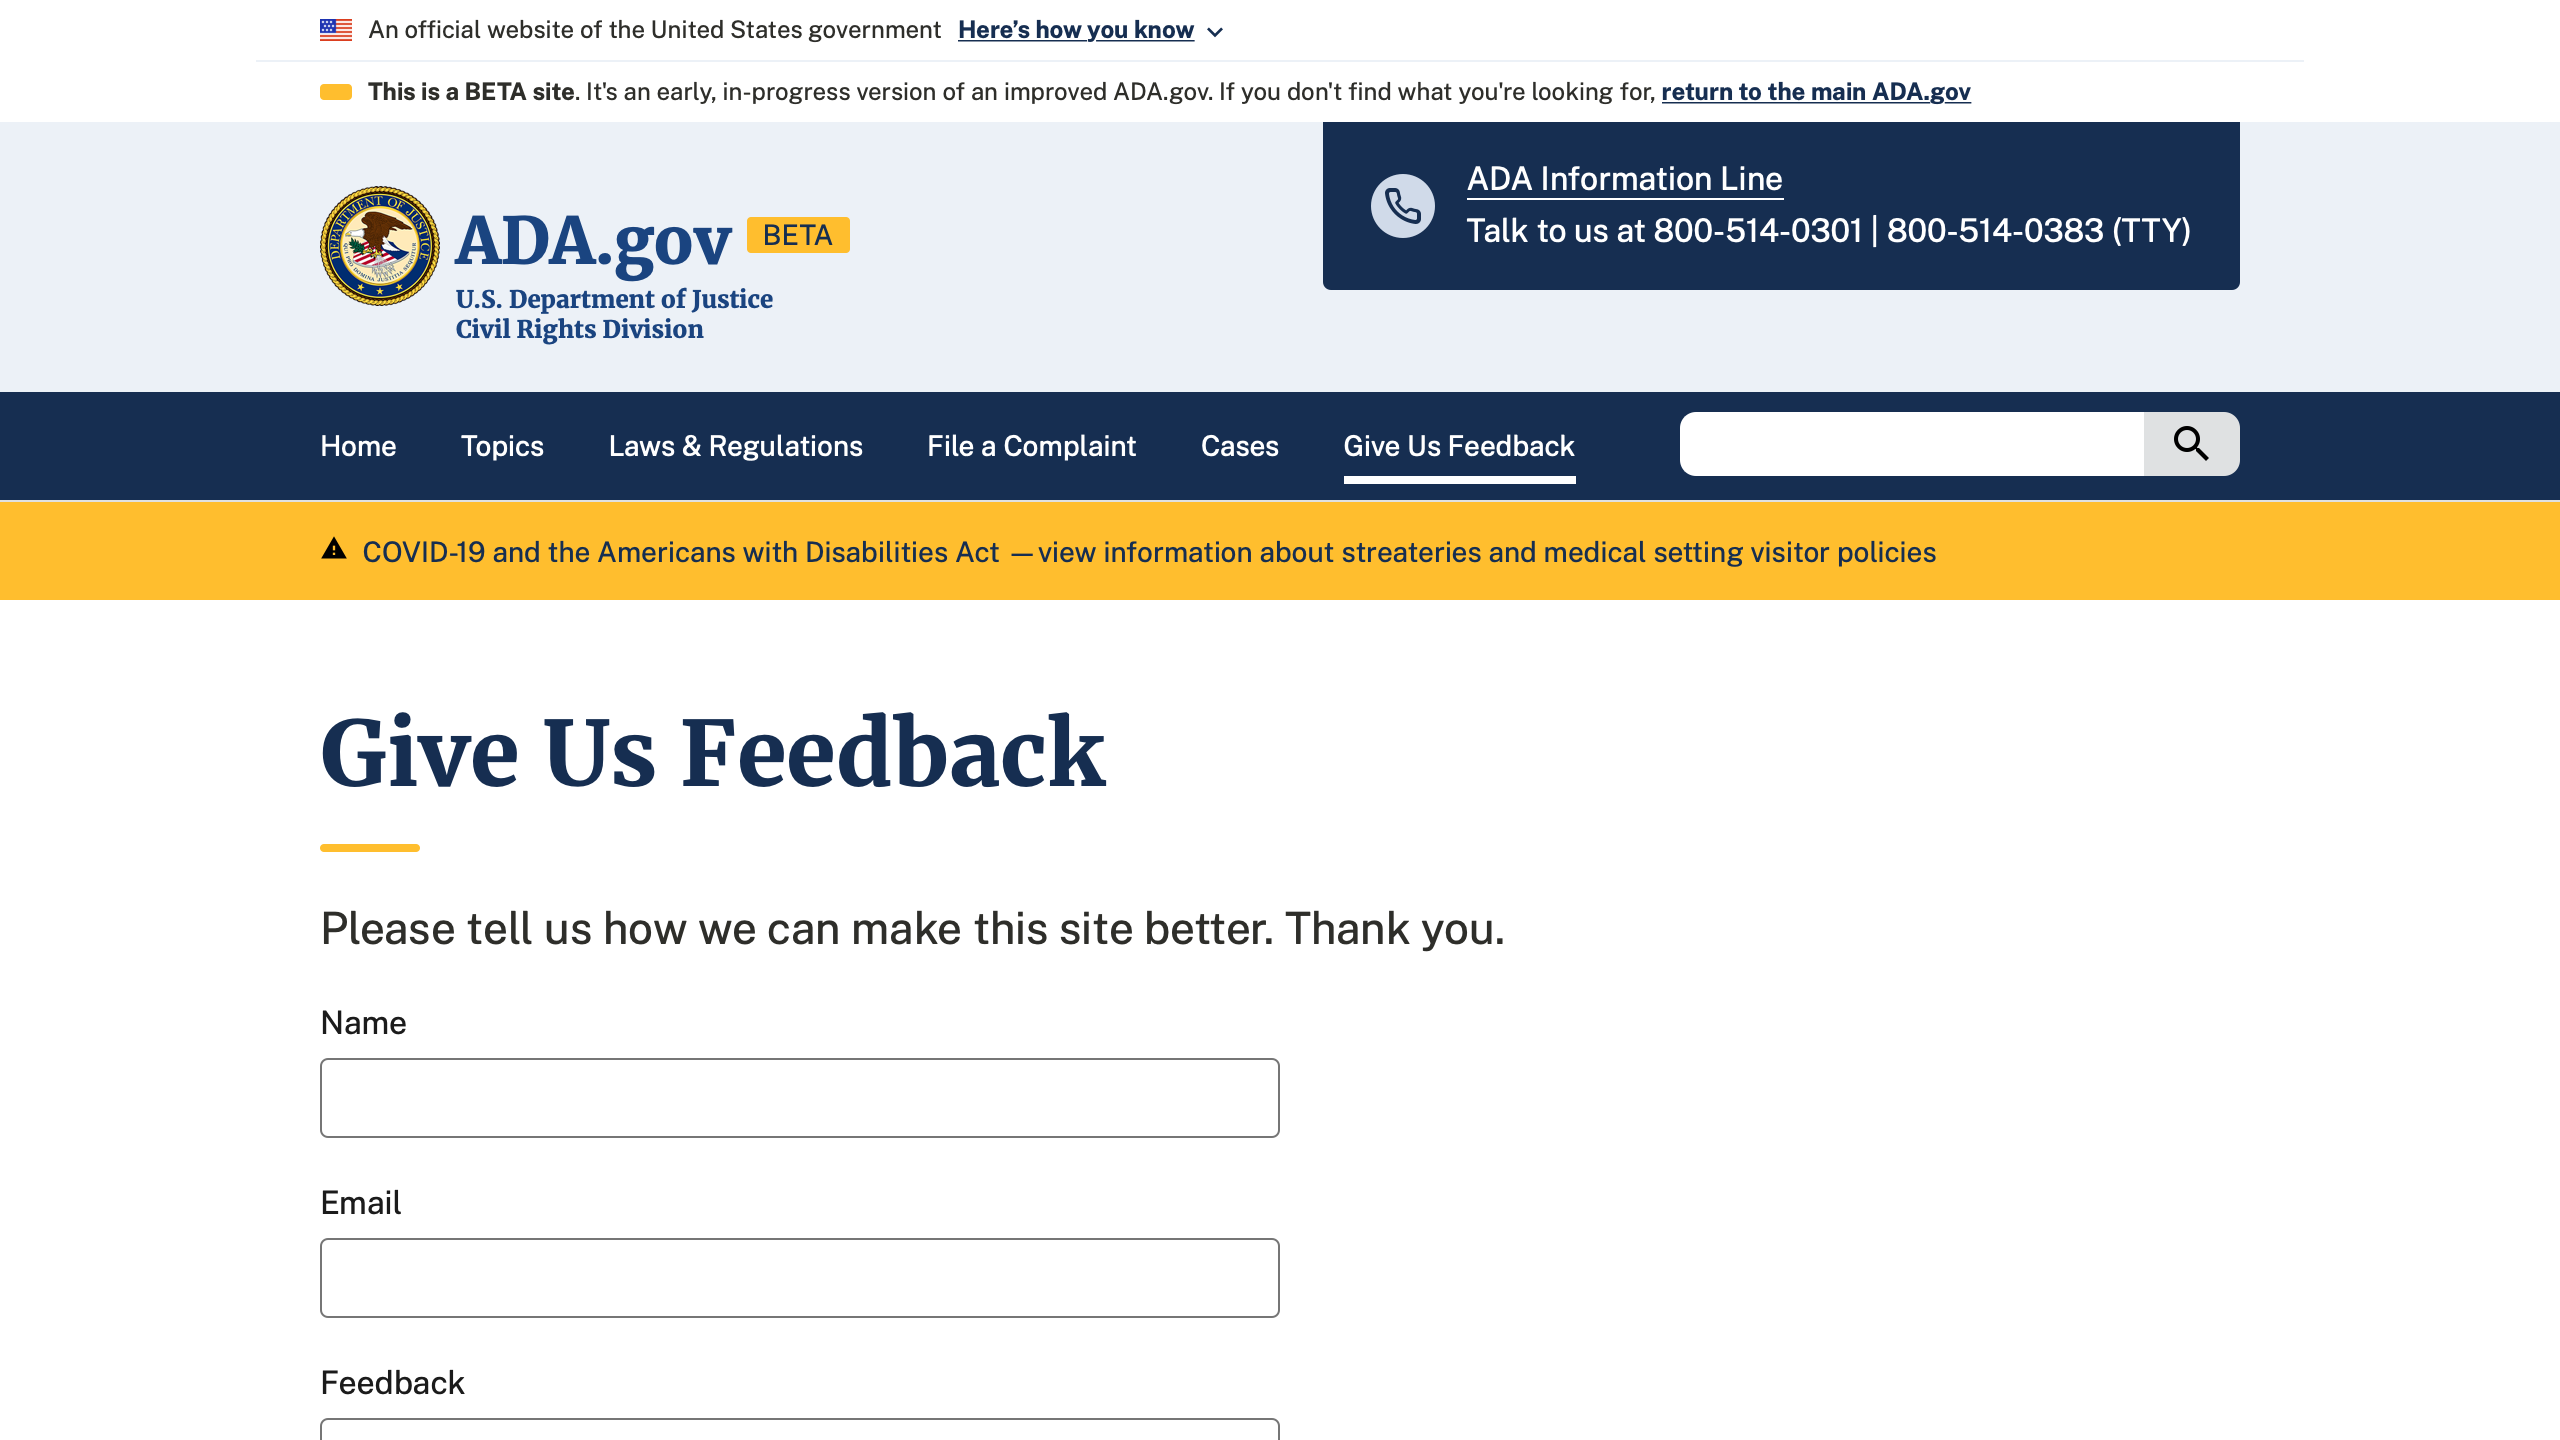 An official website of the United States government Here’s how you know
This is a BETA site. It's an early, in-progress version of an improved ADA.gov. If you don't find what you're looking for, return to the main ADA.gov
DEPARTMENT OF JUSTICE
ADA.gov BETA
U.S. Department of Justice
Civil Rights Division
ADA Information Line
Talk to us at 800-514-0301 | 800-514-0383 (TTY)
Home Topics Laws & Regulations File a Complaint Cases Give Us Feedback
COVID-19 and the Americans with Disabilities Act — view information about streateries and medical setting visitor policies
Give Us Feedback
Please tell us how we can make this site better. Thank you.
Name
Email
Feedback